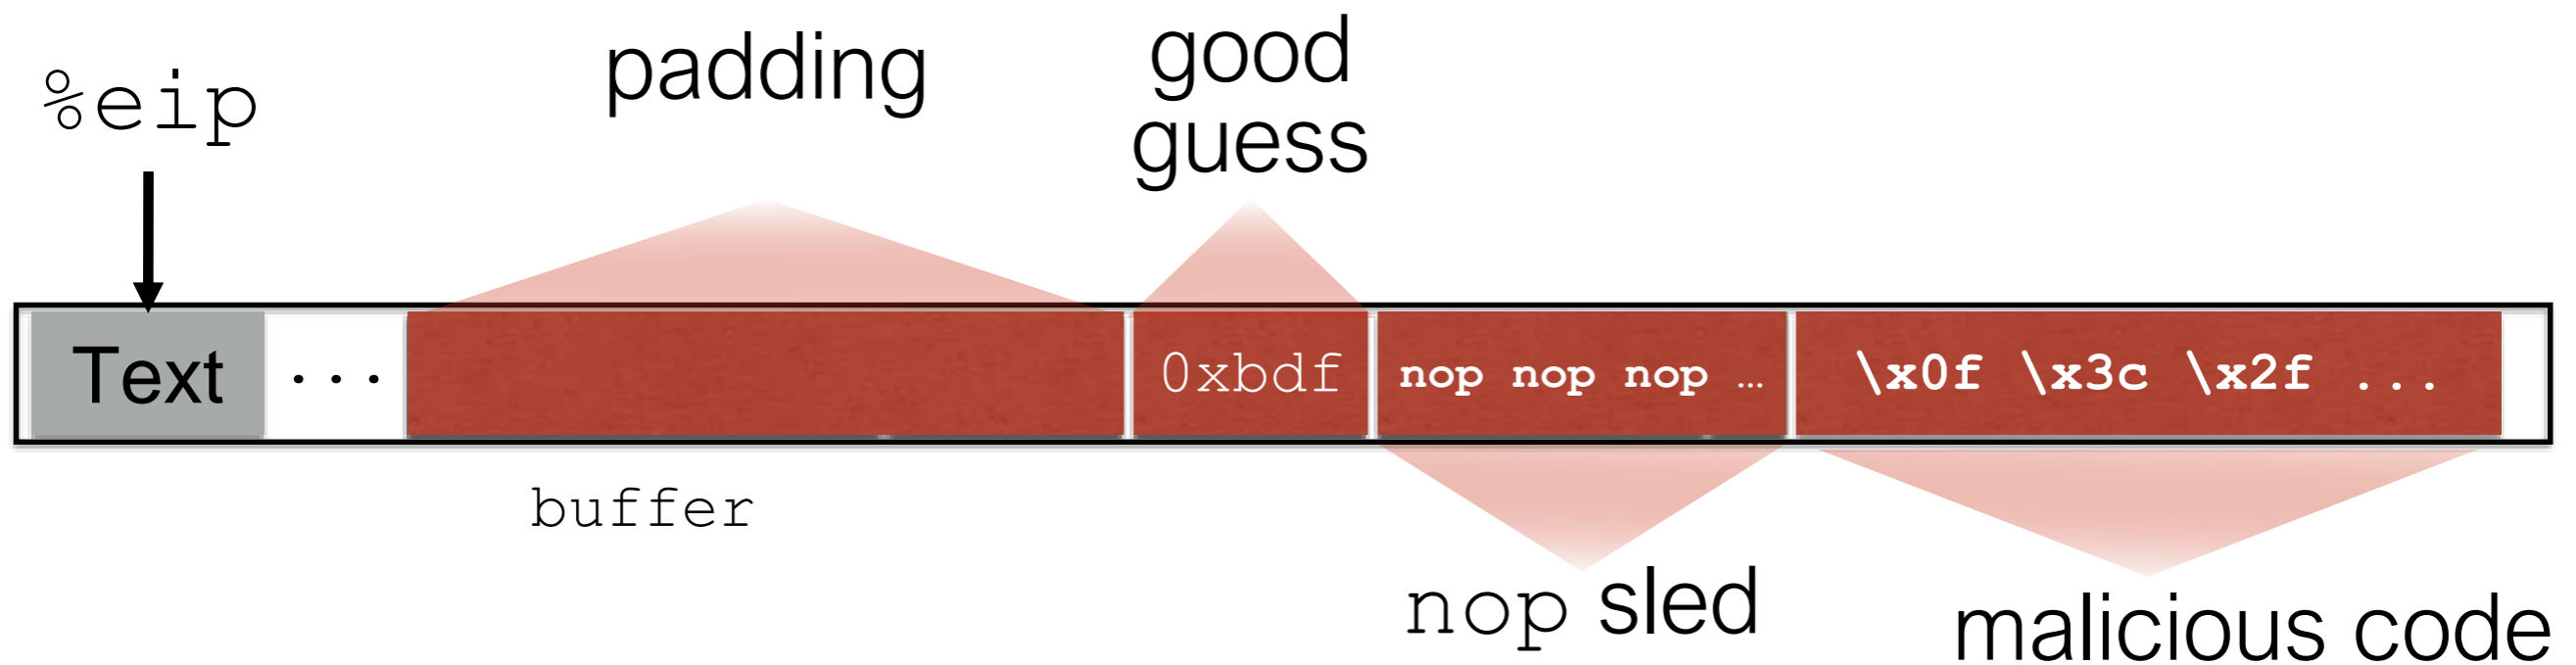 %eip
padding
good
guess
Text ... 0xbdf nop nop nop … \x0f \x3c \x2f ...
buffer
nop sled
malicious code